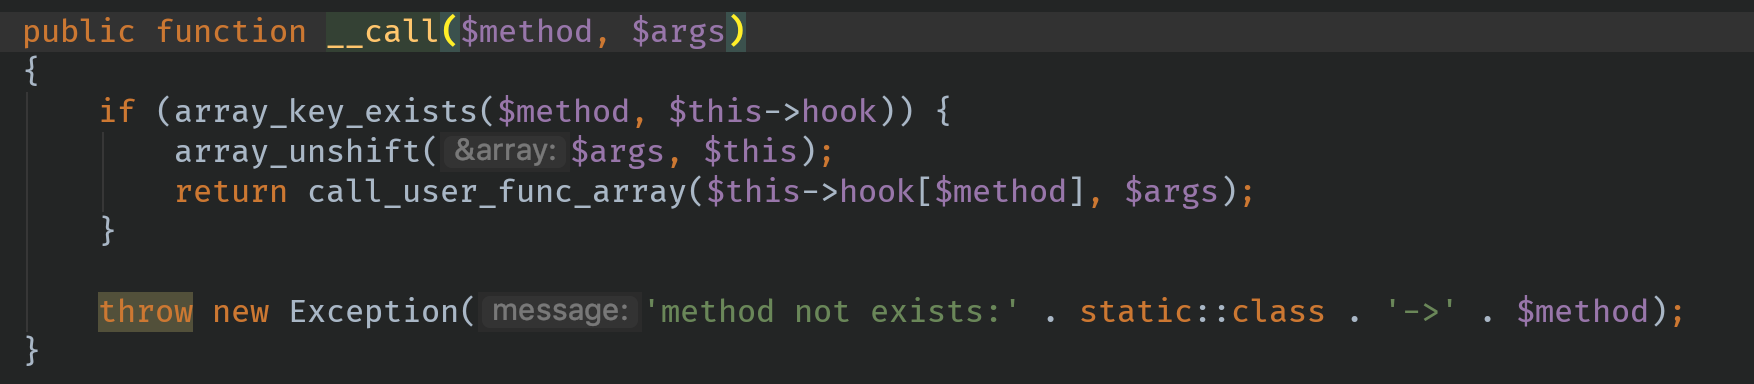 public function __call($method, $args)
{
    if (array_key_exists($method, $this->hook)) {
        array_unshift( &array: $args, $this);
        return call_user_func_array($this->hook[$method], $args);
    }

    throw new Exception( message: 'method not exists:' . static::class . '->' . $method);
}